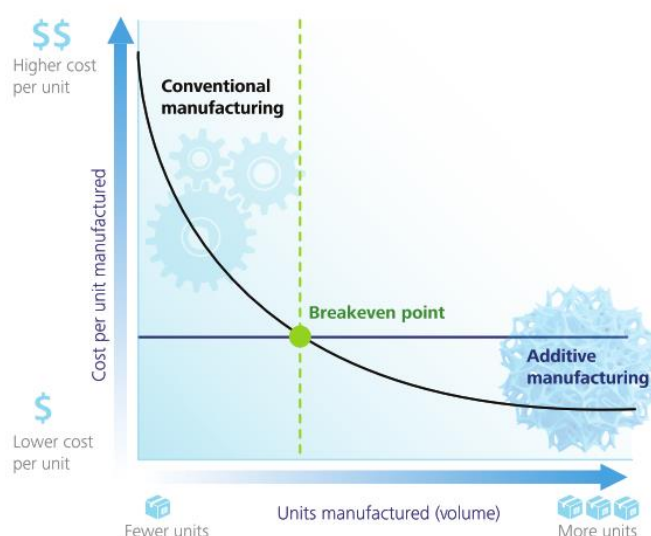 $$
Higher cost
per unit
Conventional
manufacturing
Cost per unit manufactured
Breakeven point
Additive
manufacturing
$
Lower cost
per unit
Units manufactured (volume)
Fewer units
More units